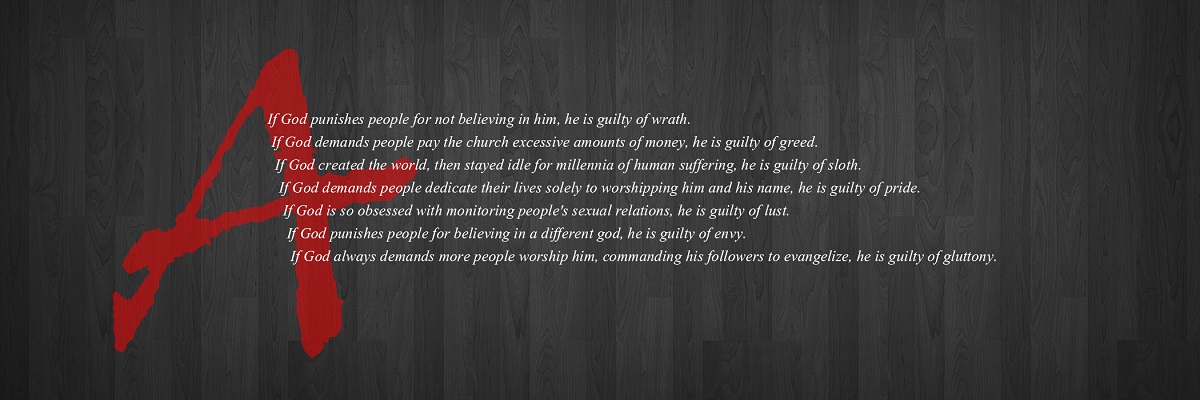 A
If God punishes people for not believing in him, he is guilty of wrath.
If God demands people pay the church excessive amounts of money, he is guilty of greed.
If God created the world, then stayed idle for millennia of human suffering, he is guilty of sloth.
If God demands people dedicate their lives solely to worshipping him and his name, he is guilty of pride.
If God is so obsessed with monitoring people's sexual relations, he is guilty of lust.
If God punishes people for believing in a different god, he is guilty of envy.
If God always demands more people worship him, commanding his followers to evangelize, he is guilty of gluttony.